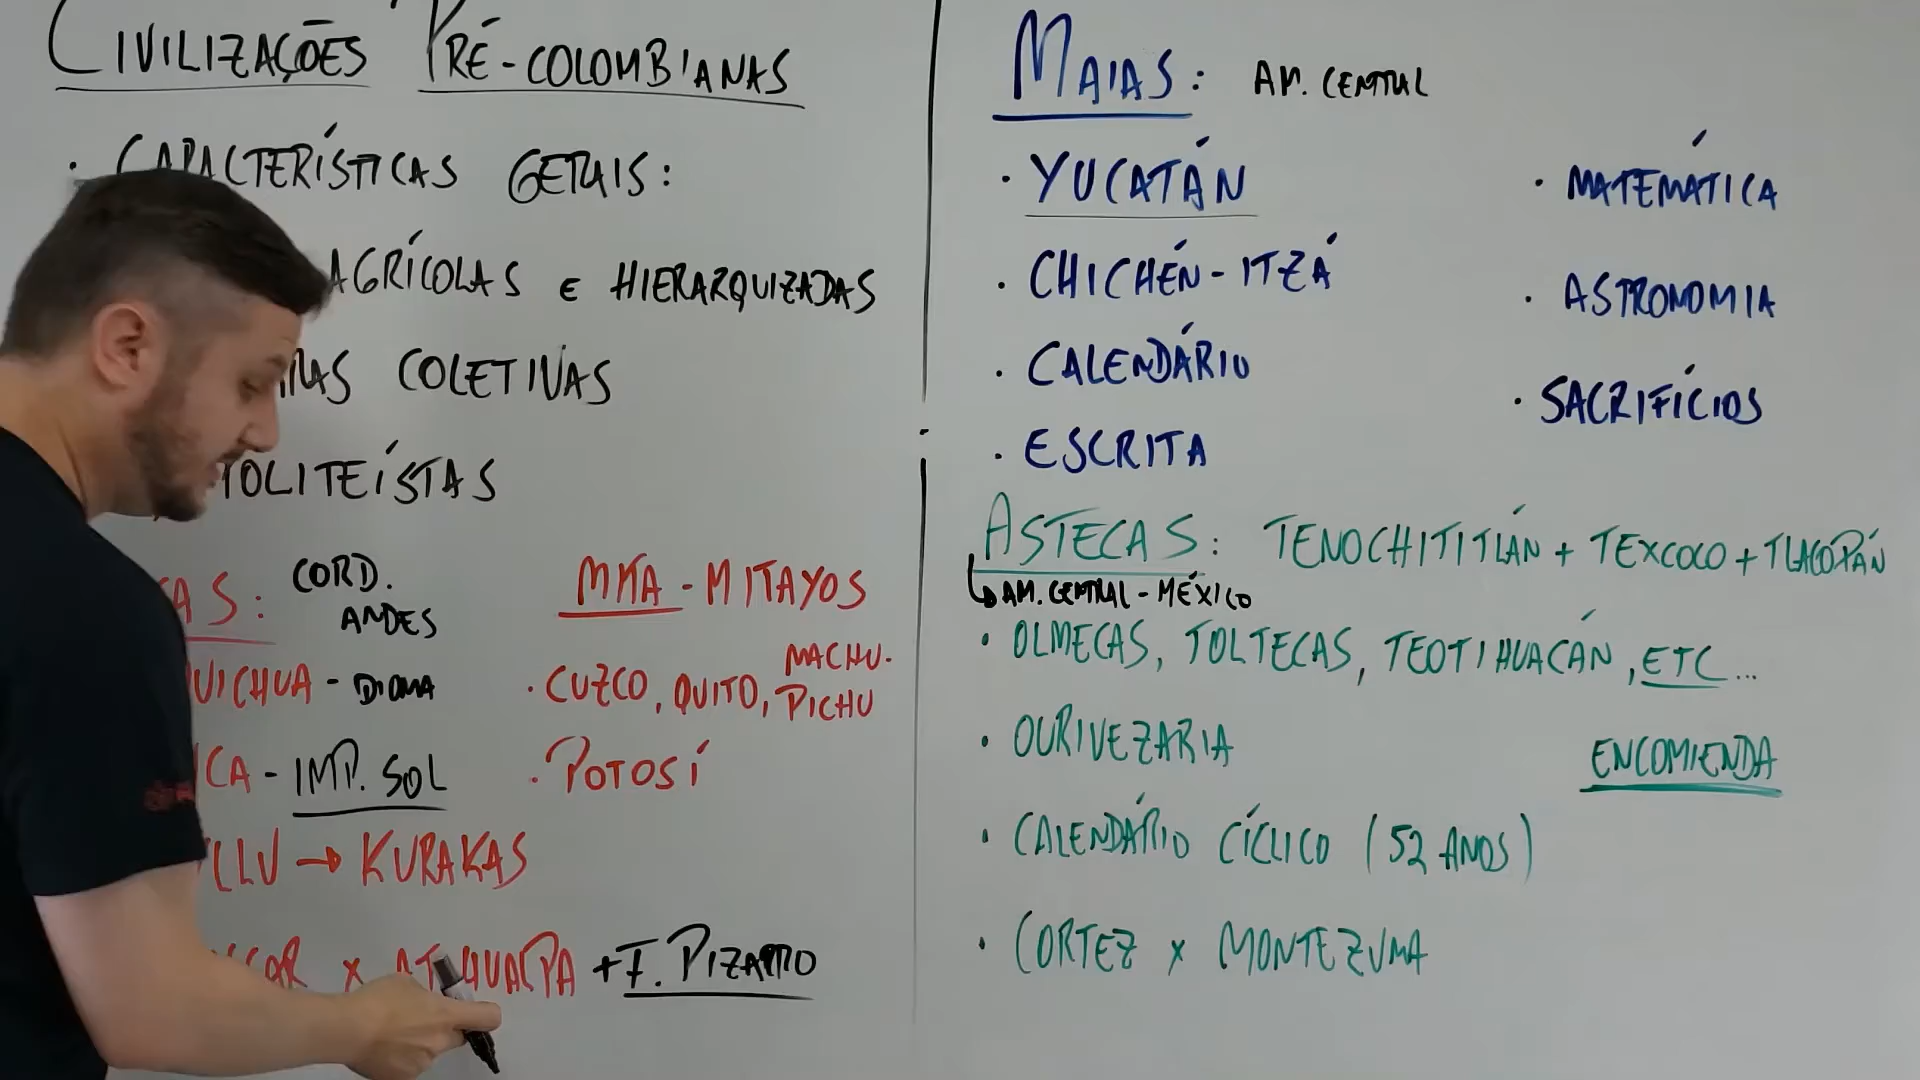 CIVILIZAÇÕES PRÉ-COLOMBIANAS
• CARACTERÍSTICAS GERAIS:
AGRÍCOLAS E HIERARQUIZADAS
COLETIVAS
POLITEÍSTAS
CORD.
ANDES
MITA - MITAYOS
- IDIOMA
• CUZCO, QUITO, MACHU-
PICHU
- IMP. SOL
• POTOSÍ
→ KURAKAS
x ATAHUALPA + F. PIZARRO
MAIAS: AM. CENTRAL
• YUCATÁN
• CHICHÉN-ITZÁ
• CALENDÁRIO
• ESCRITA
• MATEMÁTICA
• ASTRONOMIA
• SACRIFÍCIOS
ASTECAS: TENOCHITITLÁN + TEXCOCO + TLACOPÁN
↳ AM. CENTRAL - MÉXICO
• OLMECAS, TOLTECAS, TEOTIHUACÁN, ETC...
• OURIVEZARIA
ENCOMIENDA
• CALENDÁRIO CÍCLICO (52 ANOS)
• CORTEZ x MONTEZUMA